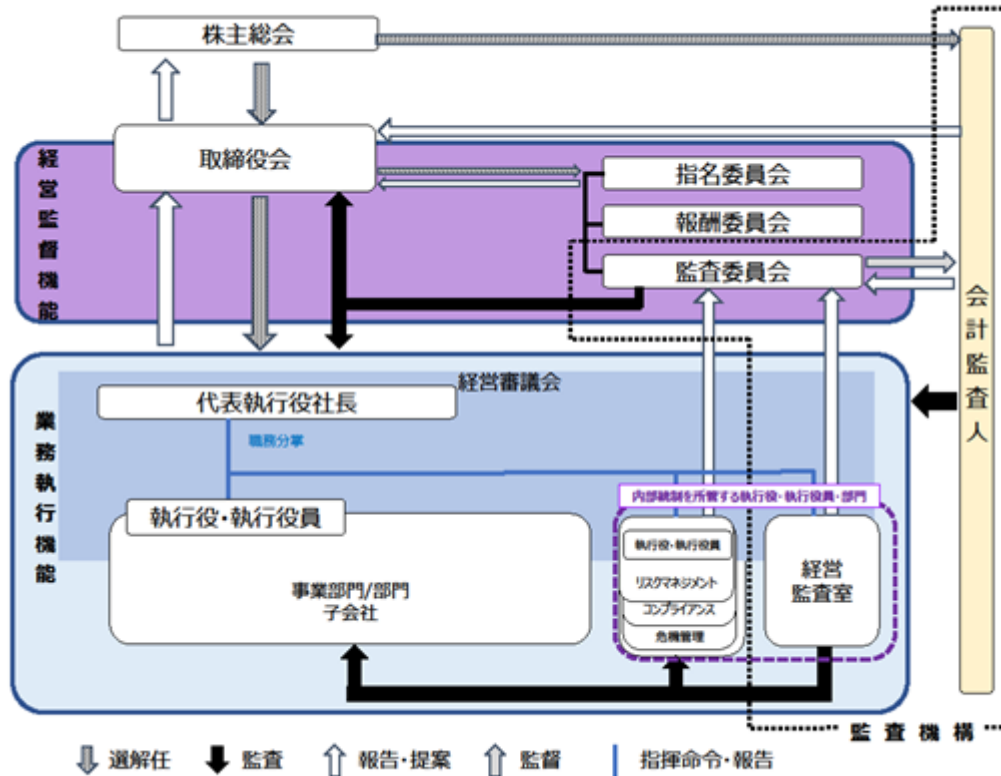 株主総会
取締役会
経営監督機能
指名委員会
報酬委員会
監査委員会
会計監査人
経営審議会
代表執行役社長
職務分掌
業務執行機能
内部統制を所管する執行役・執行役員・部門
執行役・執行役員
事業部門/部門
子会社
執行役・執行役員
リスクマネジメント
コンプライアンス
危機管理
経営
監査室
監査機構
選解任
監査
報告・提案
監督
指揮命令・報告